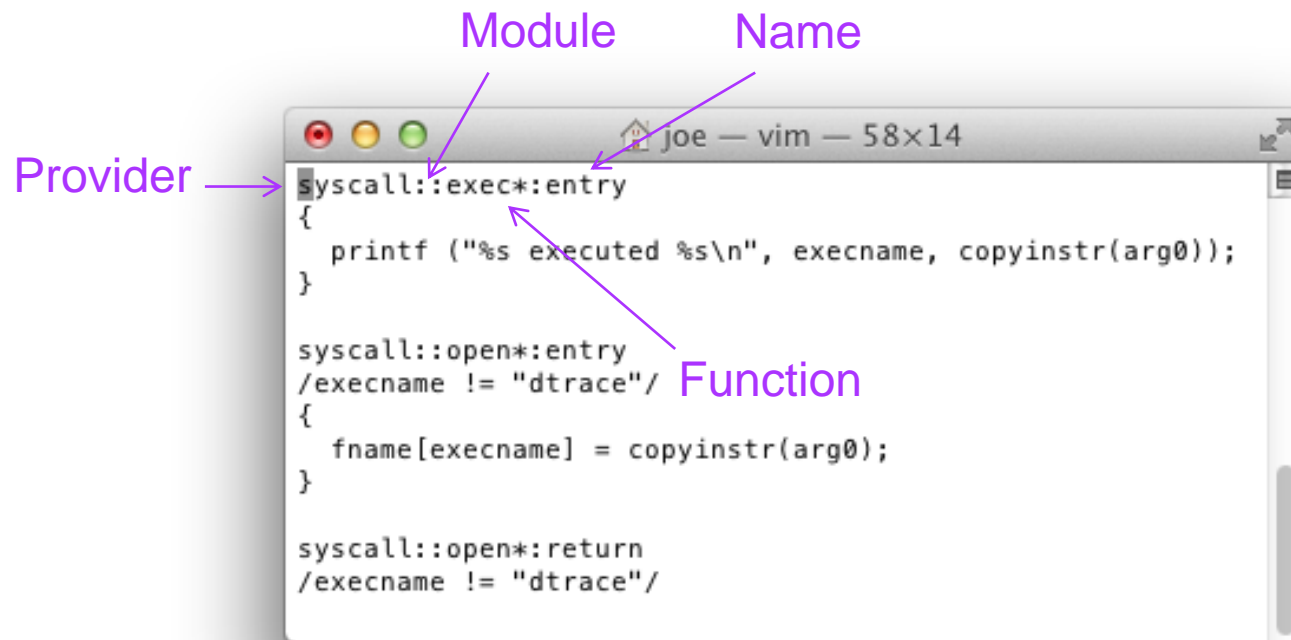 Module
Name
joe — vim — 58×14
Provider
syscall::exec*:entry
{
  printf ("%s executed %s\n", execname, copyinstr(arg0));
}
syscall::open*:entry
/execname != "dtrace"/
Function
{
  fname[execname] = copyinstr(arg0);
}
syscall::open*:return
/execname != "dtrace"/